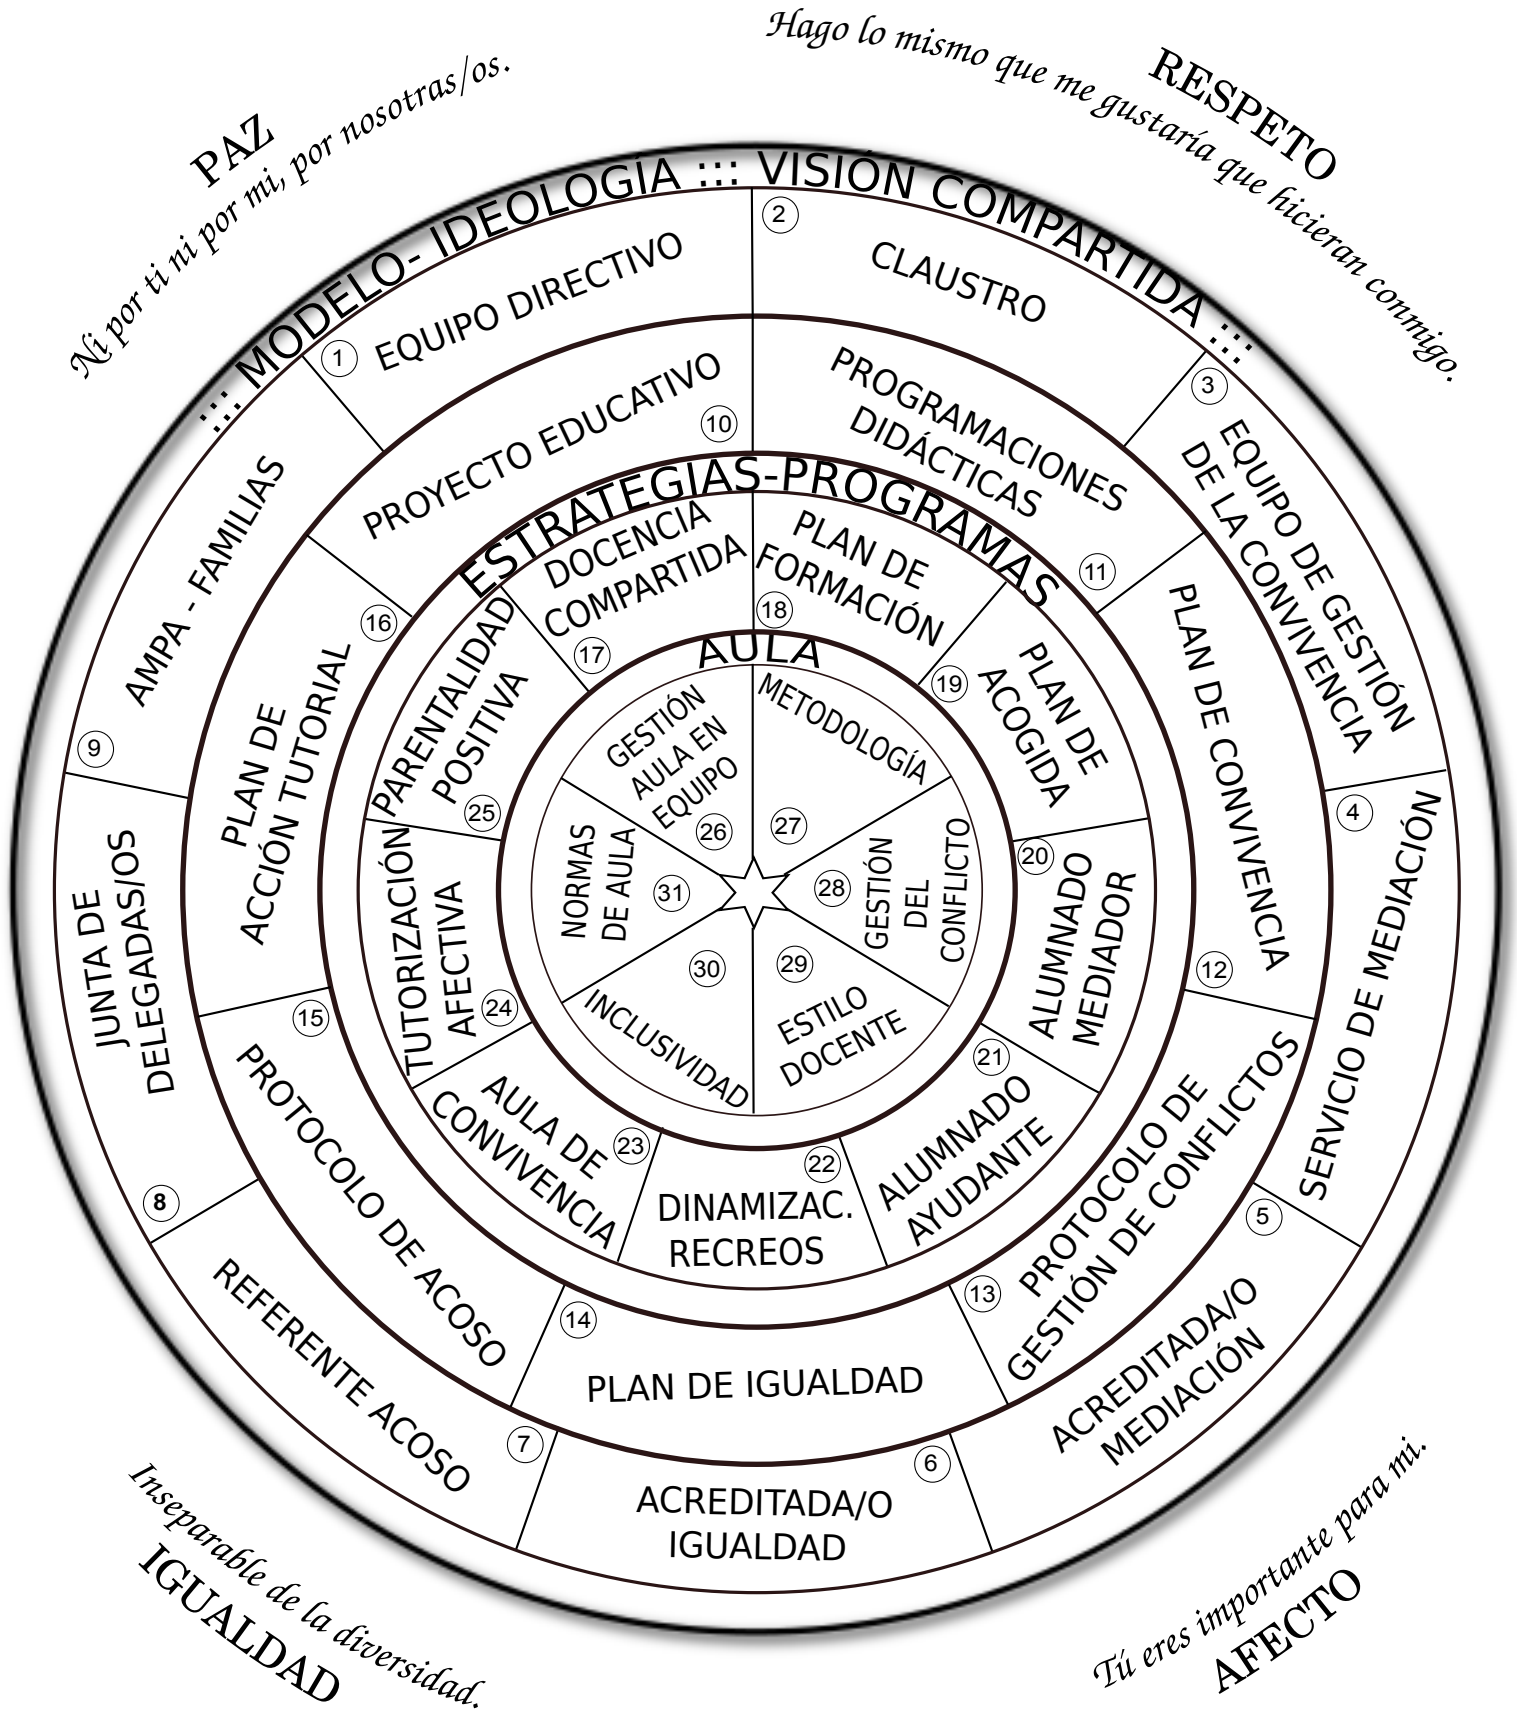 PAZ
Ni por ti ni por mi, por nosotras/os.
Hago lo mismo que me gustaría que hicieran conmigo.
RESPETO
::: MODELO- IDEOLOGÍA ::: VISIÓN COMPARTIDA :::
1
EQUIPO DIRECTIVO
2
CLAUSTRO
3
EQUIPO DE GESTIÓN
DE LA CONVIVENCIA
4
SERVICIO DE MEDIACIÓN
5
ACREDITADA/O
MEDIACIÓN
6
ACREDITADA/O
IGUALDAD
7
REFERENTE ACOSO
8
JUNTA DE
DELEGADAS/OS
9
AMPA - FAMILIAS
10
PROYECTO EDUCATIVO
11
PROGRAMACIONES
DIDÁCTICAS
12
PLAN DE CONVIVENCIA
13
PROTOCOLO DE
GESTIÓN DE CONFLICTOS
14
PLAN DE IGUALDAD
15
PROTOCOLO DE ACOSO
16
PLAN DE
ACCIÓN TUTORIAL
ESTRATEGIAS-PROGRAMAS
17
DOCENCIA
COMPARTIDA
18
PLAN DE
FORMACIÓN
19
PLAN DE
ACOGIDA
20
ALUMNADO
MEDIADOR
21
ALUMNADO
AYUDANTE
22
DINAMIZAC.
RECREOS
23
AULA DE
CONVIVENCIA
24
TUTORIZACIÓN
AFECTIVA
25
PARENTALIDAD
POSITIVA
AULA
26
GESTIÓN
AULA EN
EQUIPO
27
METODOLOGÍA
28
GESTIÓN
DEL
CONFLICTO
29
ESTILO
DOCENTE
30
INCLUSIVIDAD
31
NORMAS
DE AULA
Inseparable de la diversidad.
IGUALDAD
Tú eres importante para mi.
AFECTO